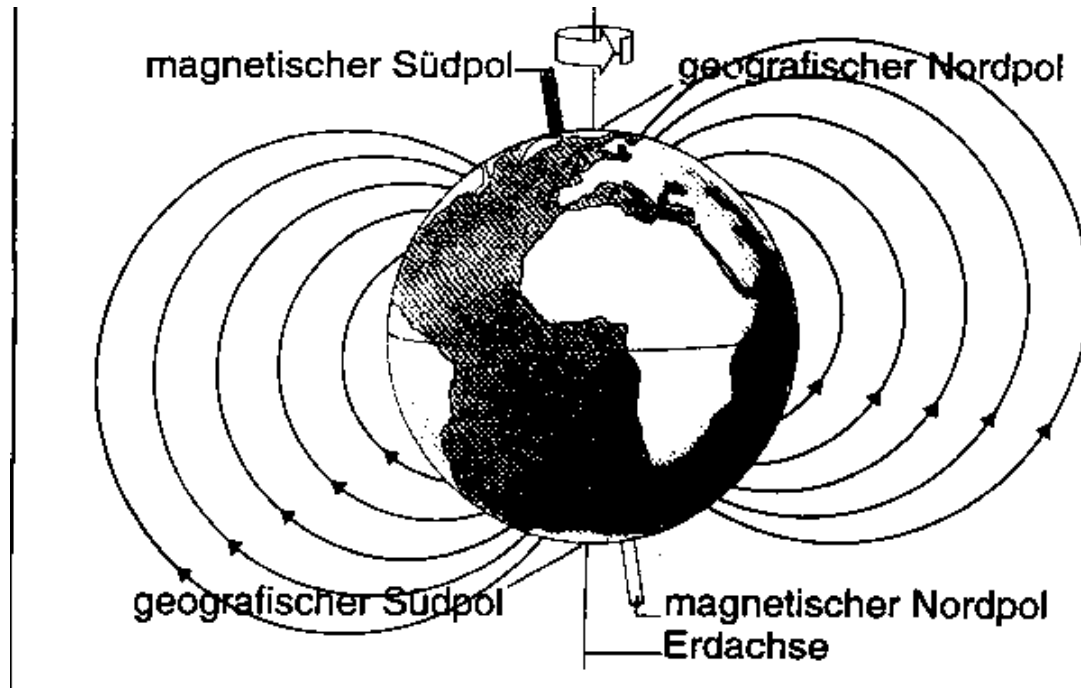 magnetischer Südpol
geografischer Nordpol
geografischer Südpol
magnetischer Nordpol
Erdachse